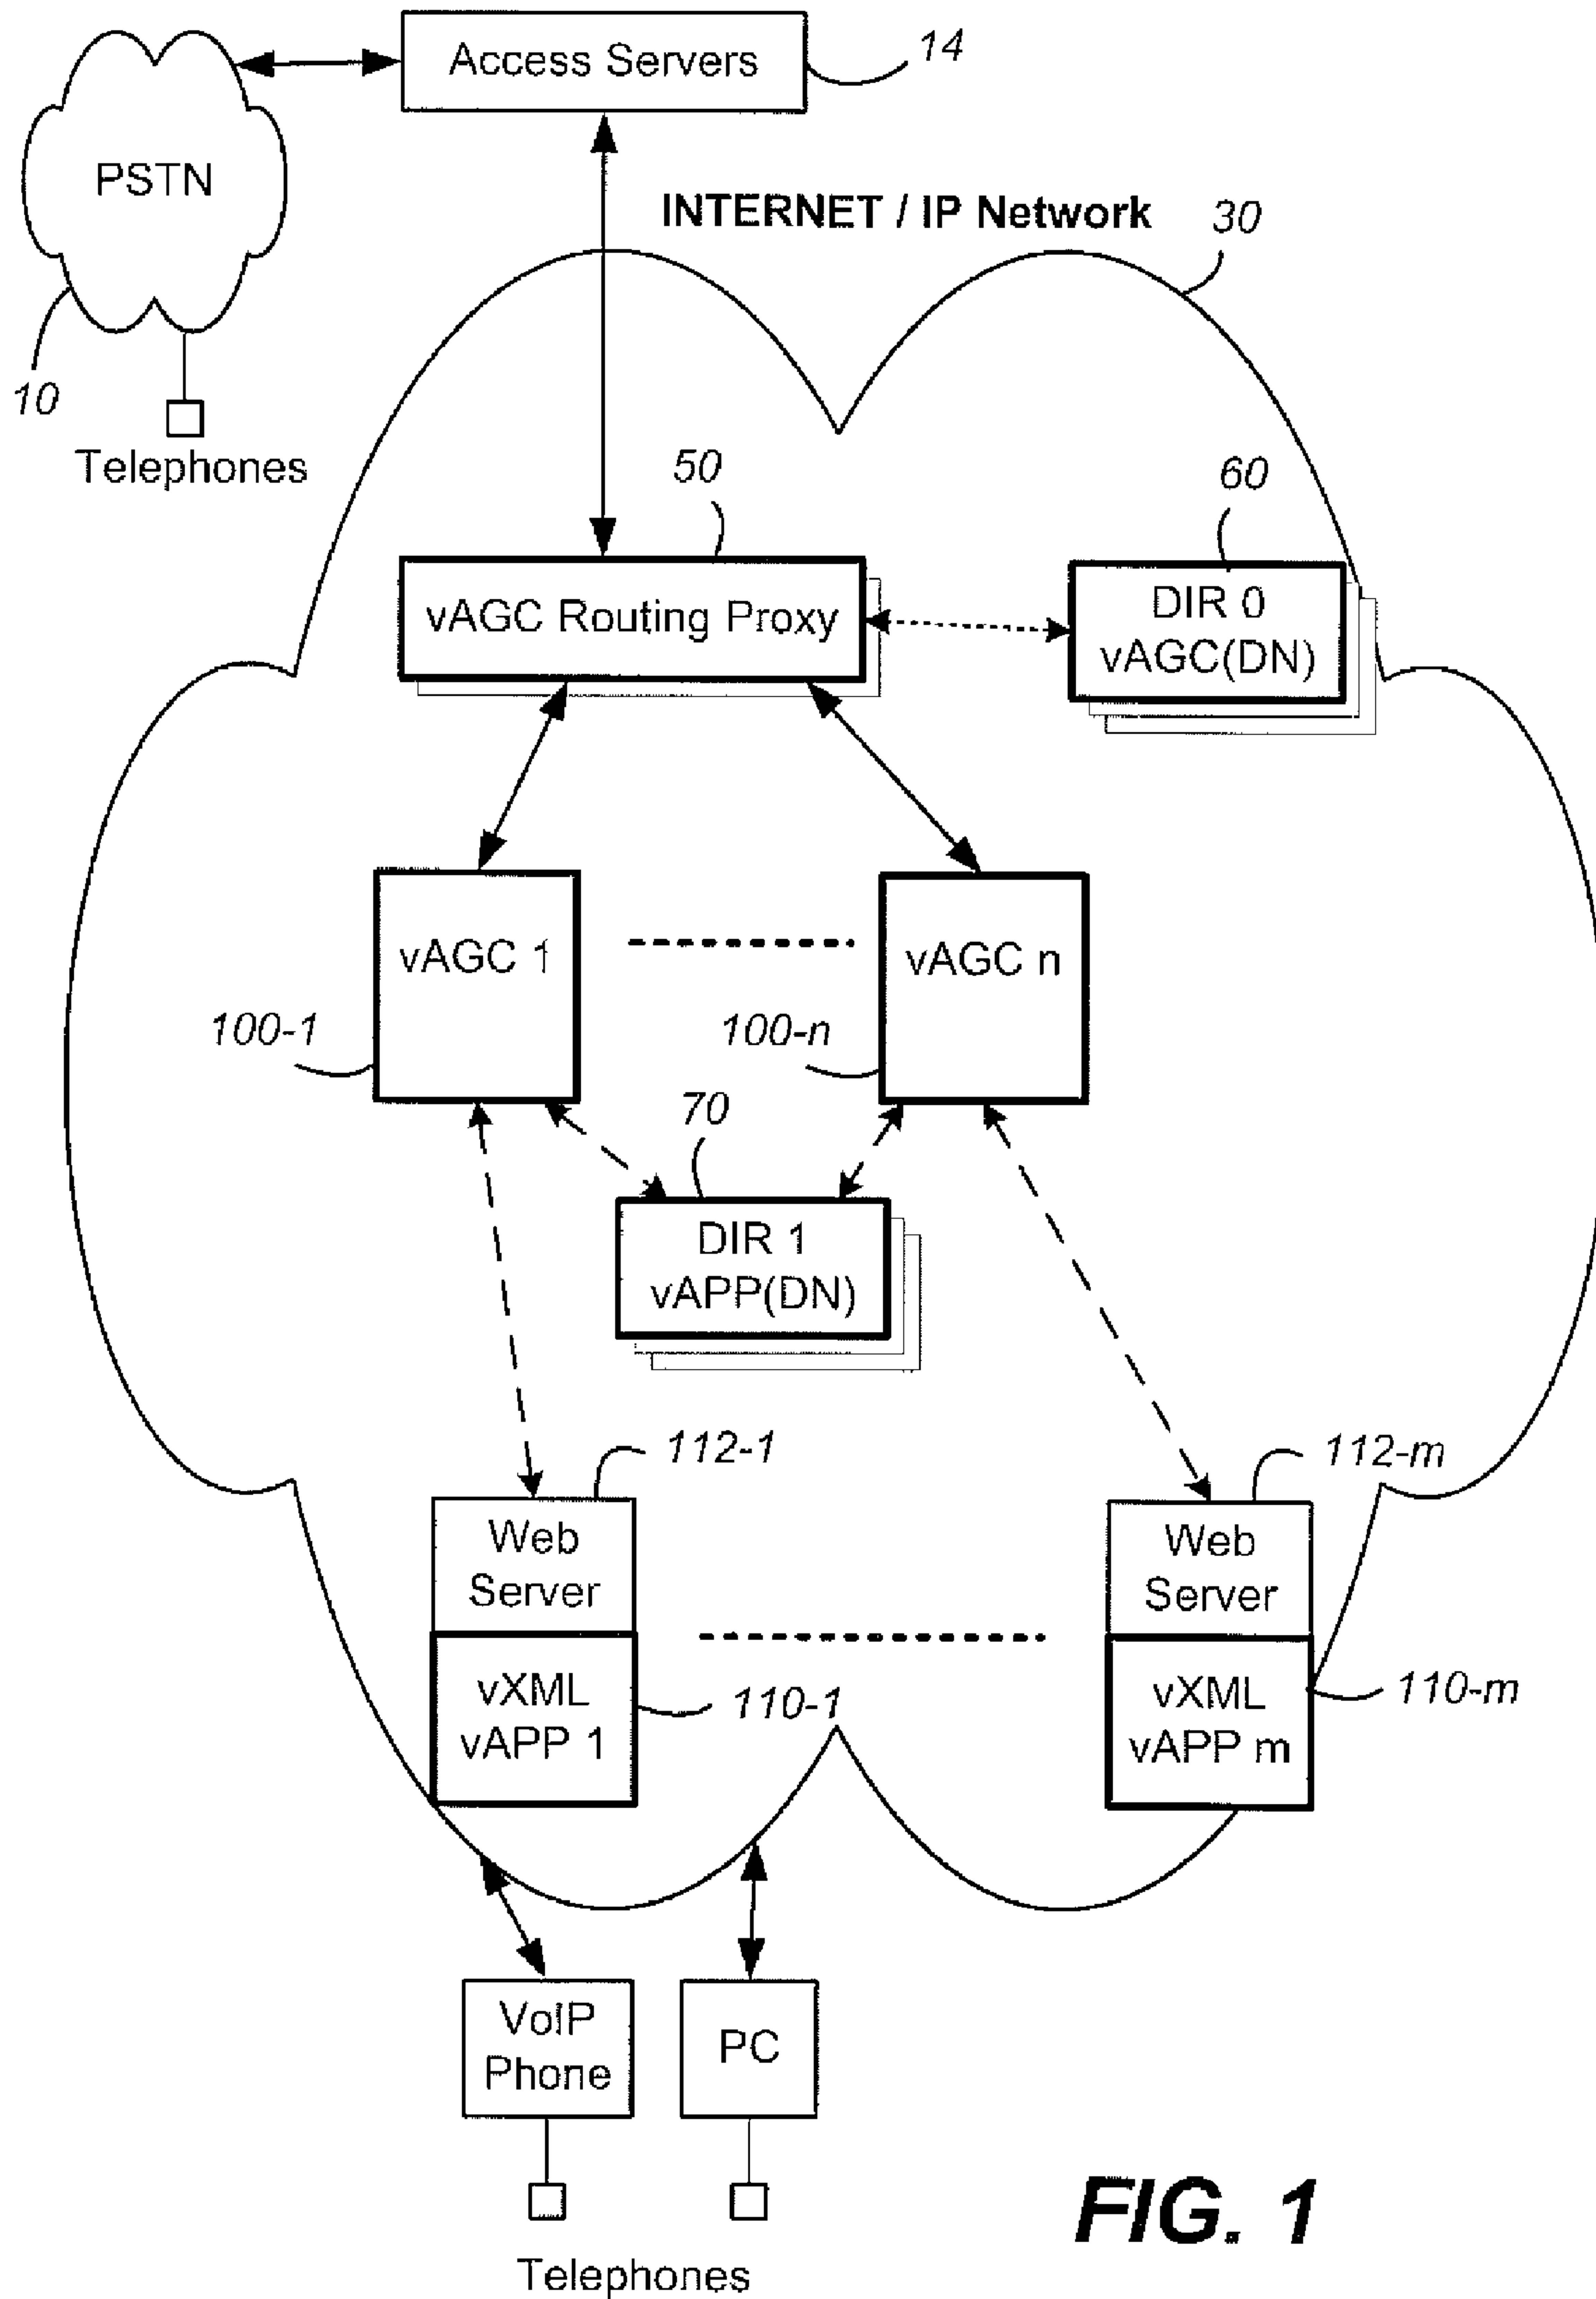 Access Servers
14
PSTN
INTERNET / IP Network
30
10
Telephones
50
60
vAGC Routing Proxy
DIR 0
vAGC(DN)
vAGC 1
vAGC n
100-1
100-n
70
DIR 1
vAPP(DN)
112-1
112-m
Web
Server
Web
Server
vXML
vAPP 1
110-1
vXML
vAPP m
110-m
VoIP
Phone
PC
Telephones
FIG. 1